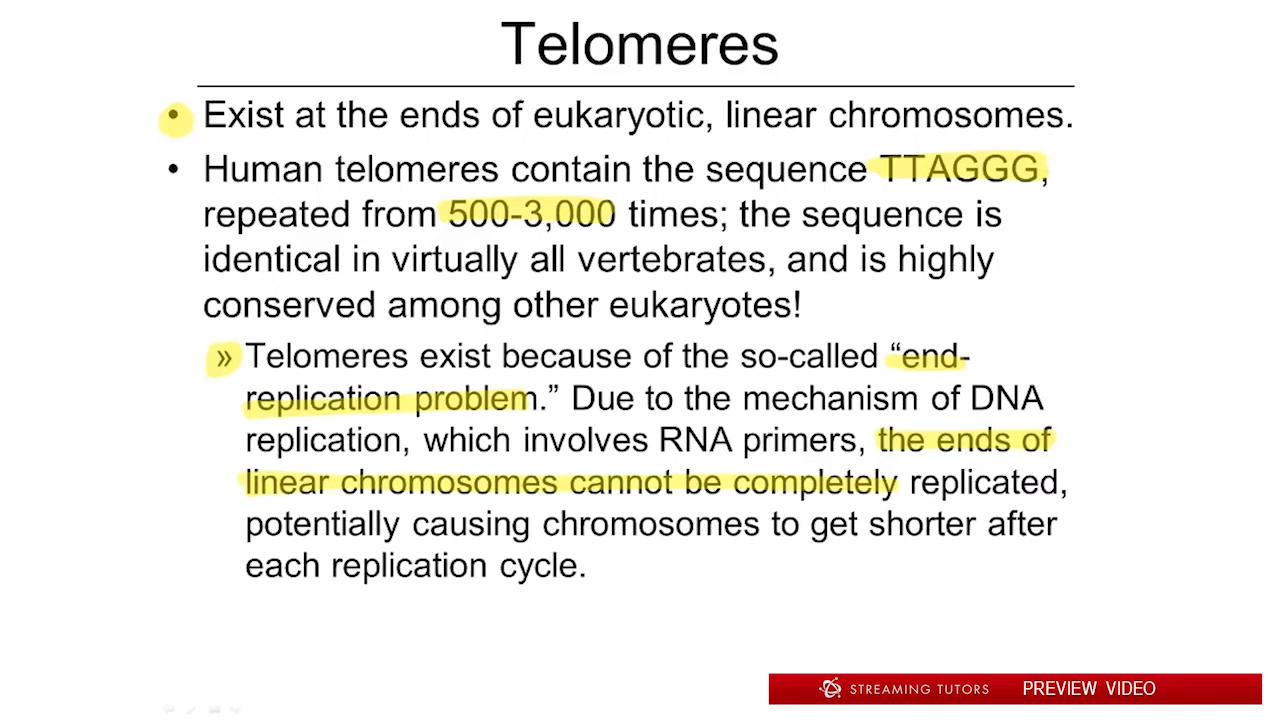 Telomeres
• Exist at the ends of eukaryotic, linear chromosomes.
• Human telomeres contain the sequence TTAGGG,
repeated from 500-3,000 times; the sequence is
identical in virtually all vertebrates, and is highly
conserved among other eukaryotes!
» Telomeres exist because of the so-called “end-
replication problem.” Due to the mechanism of DNA
replication, which involves RNA primers, the ends of
linear chromosomes cannot be completely replicated,
potentially causing chromosomes to get shorter after
each replication cycle.
STREAMING TUTORS PREVIEW VIDEO